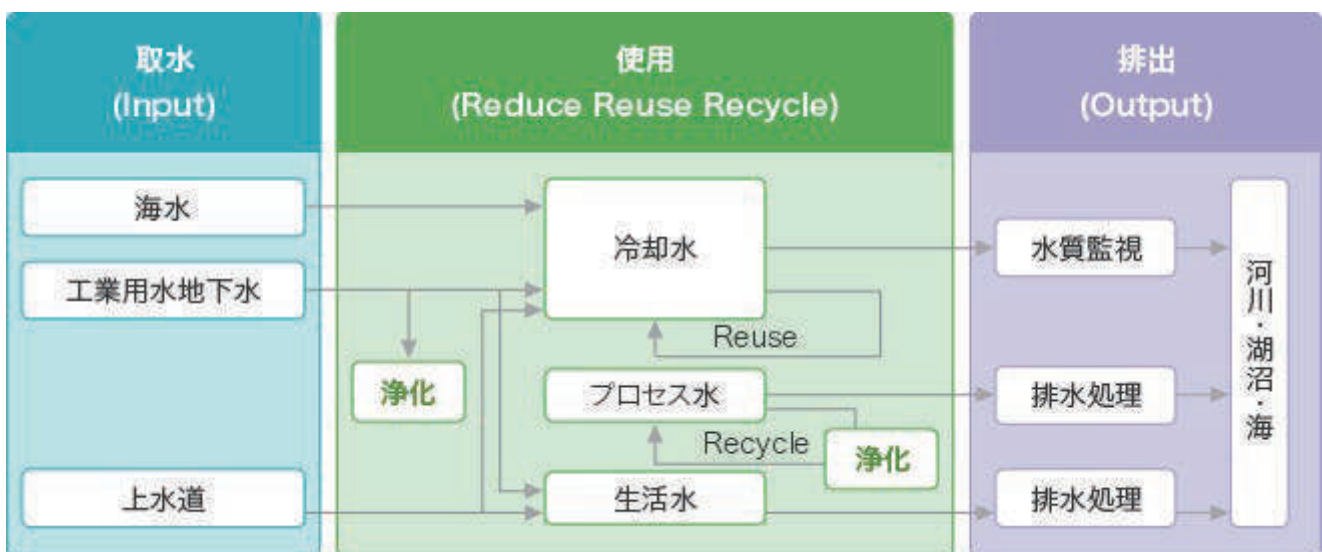 取水
(Input)
使用
(Reduce Reuse Recycle)
排出
(Output)
海水
工業用水地下水
上水道
浄化
冷却水
Reuse
プロセス水
Recycle
浄化
生活水
水質監視
排水処理
排水処理
河川・湖沼・海